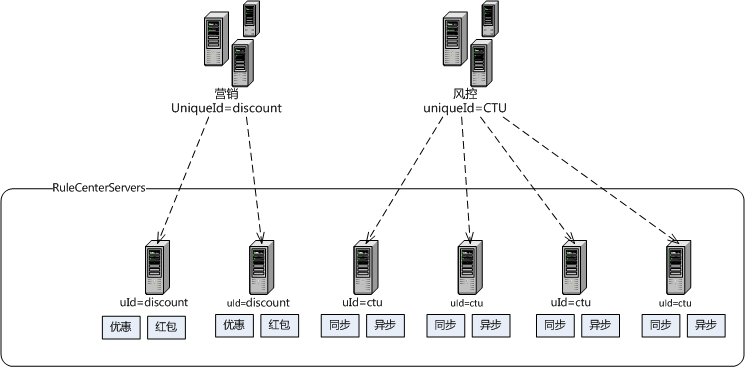 营销
UniqueId=discount
风控
uniqueId=CTU
RuleCenterServers
uId=discount
优惠
红包
uId=discount
优惠
红包
uId=ctu
同步
异步
uId=ctu
同步
异步
uId=ctu
同步
异步
uId=ctu
同步
异步